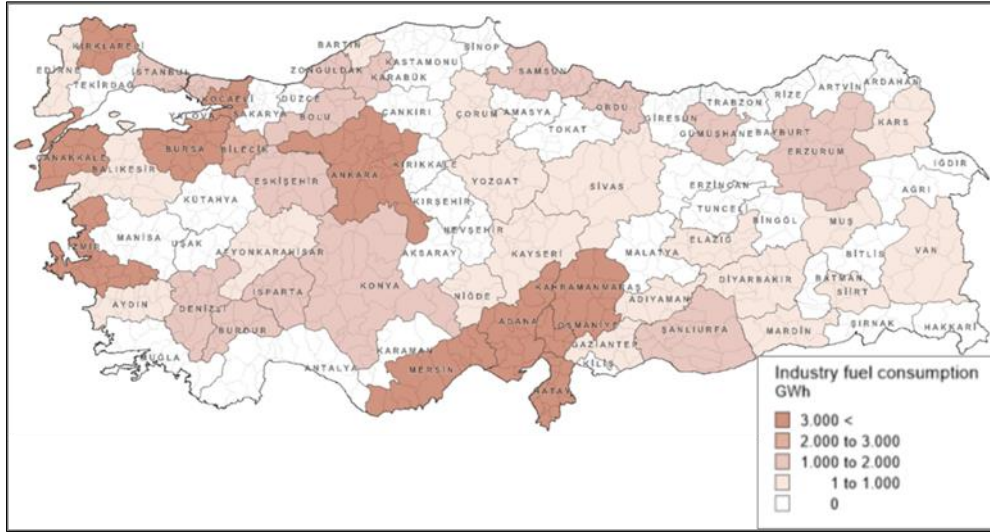 KIRKLARELİ
EDİRNE
TEKİRDAĞ
İSTANBUL
KOCAELİ
YALOVA
SAKARYA
DÜZCE
BOLU
ZONGULDAK
BARTIN
KARABÜK
KASTAMONU
SİNOP
ÇANKIRI
ÇORUM
AMASYA
SAMSUN
TOKAT
ORDU
GİRESUN
TRABZON
GÜMÜŞHANE
BAYBURT
RİZE
ARTVİN
ARDAHAN
KARS
IĞDIR
AĞRI
ERZURUM
ERZİNCAN
TUNCELİ
BİNGÖL
MUŞ
BİTLİS
VAN
HAKKARİ
ŞIRNAK
SİİRT
BATMAN
MARDİN
DİYARBAKIR
ELAZIĞ
MALATYA
ADIYAMAN
ŞANLIURFA
GAZİANTEP
KİLİS
HATAY
OSMANİYE
KAHRAMANMARAŞ
ADANA
MERSİN
KARAMAN
NİĞDE
KAYSERİ
SİVAS
YOZGAT
NEVŞEHİR
KIRŞEHİR
KIRIKKALE
ANKARA
AKSARAY
KONYA
ESKİŞEHİR
BİLECİK
BURSA
ÇANAKKALE
BALIKESİR
KÜTAHYA
MANİSA
UŞAK
AFYONKARAHİSAR
İZMİR
AYDIN
DENİZLİ
ISPARTA
BURDUR
MUĞLA
ANTALYA
Industry fuel consumption
GWh
3.000 <
2.000 to 3.000
1.000 to 2.000
1 to 1.000
0